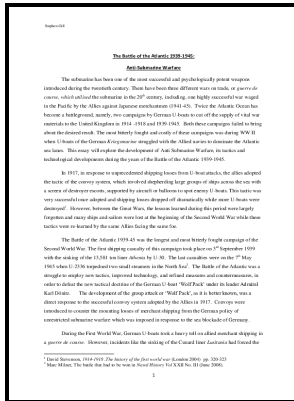 Stephen Gill
The Battle of the Atlantic 1939-1945:
Anti-Submarine Warfare
The submarine has been one of the most successful and psychologically potent weapons
introduced during the twentieth century. There have been three different wars on trade, or guerre de
course, which utilised the submarine in the 20th century, including, one highly successful war waged
in the Pacific by the Allies against Japanese merchantmen (1941-45). Twice the Atlantic Ocean has
become a battleground, namely, two campaigns by German U-boats to cut off the supply of vital war
materials to the United Kingdom in 1914 -1918 and 1939-1945. Both these campaigns failed to bring
about the desired result. The most bitterly fought and costly of these campaigns was during WW II
when U-boats of the German Kriegsmarine struggled with the Allied navies to dominate the Atlantic
sea lanes. This essay will explore the development of Anti Submarine Warfare, its tactics and
technological developments during the years of the Battle of the Atlantic 1939-1945.
In 1917, in response to unprecedented shipping losses from U-boat attacks, the allied adopted
the tactic of the convoy system, which involved shepherding large groups of ships across the sea with
a screen of destroyer escorts, supported by aircraft or balloons to spot enemy U-boats. This tactic was
very successful once adopted and shipping losses dropped off dramatically while more U-boats were
destroyed1. However, between the Great Wars, the lessons learned during this period were largely
forgotten and many ships and sailors were lost at the beginning of the Second World War while these
tactics were re-learned by the same Allies facing the same foe.
The Battle of the Atlantic 1939-45 was the longest and most bitterly fought campaign of the
Second World War. The first shipping casualty of this campaign took place on 3rd September 1939
with the sinking of the 13,581 ton liner Athenia by U-30. The last casualties were on the 7th May
1945 when U-2336 torpedoed two small steamers in the North Sea2. The Battle of the Atlantic was a
struggle to employ new tactics, improved technology, and refined measures and countermeasures, in
order to defeat the new tactical doctrine of the German U-boat 'Wolf Pack' under its leader Admiral
Karl Dönitz. The development of the group attack or 'Wolf Pack', as it is better known, was a
direct response to the successful convoy system adopted by the Allies in 1917. Convoys were
introduced to counter the mounting losses of merchant shipping from the German policy of
unrestricted submarine warfare which was imposed in response to the sea blockade of Germany.
During the First World War, German U-boats took a heavy toll on allied merchant shipping in
a guerre de course. However, incidents like the sinking of the Cunard liner Lusitania had forced the
1 David Stevenson, 1914-1918, The history of the first world war (London 2004) pp. 320-323
2 Marc Milner, The battle that had to be won in Naval History Vol XXII No. III (June 2008).
1